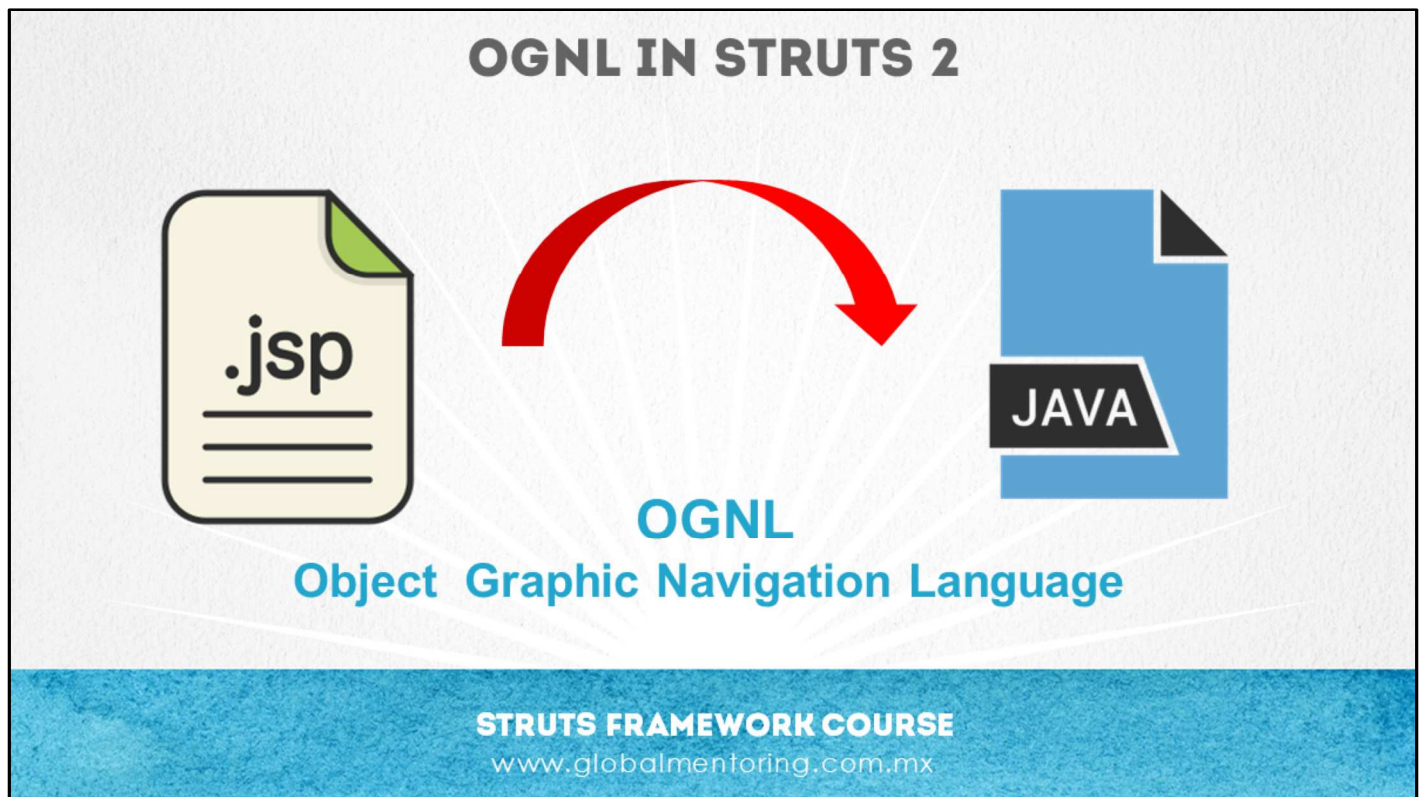 OGNL IN STRUTS 2
.jsp
JAVA
OGNL
Object Graphic Navigation Language
STRUTS FRAMEWORK COURSE
www.globalmentoring.com.mx